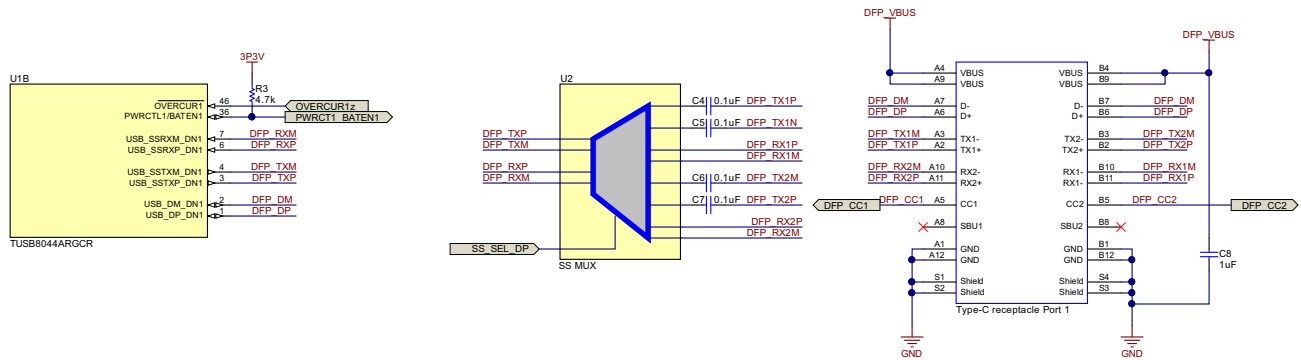 DFP_VBUS
DFP_VBUS
3P3V
U1B
R3
4.7k
OVERCUR1 46 OVERCUR1z
PWRCTL1/BATEN1 36 PWRCT1_BATEN1
USB_SSRXM_DN1 7 DFP_RXM
USB_SSRXP_DN1 6 DFP_RXP
USB_SSTXM_DN1 4 DFP_TXM
USB_SSTXP_DN1 3 DFP_TXP
USB_DM_DN1 2 DFP_DM
USB_DP_DN1 1 DFP_DP
TUSB8044ARGCR
U2
C4 0.1uF DFP_TX1P
C5 0.1uF DFP_TX1N
DFP_TXP
DFP_TXM
DFP_RX1P
DFP_RX1M
DFP_RXP
DFP_RXM
C6 0.1uF DFP_TX2M
C7 0.1uF DFP_TX2P
DFP_RX2P
DFP_RX2M
SS_SEL_DP
SS MUX
A4 VBUS VBUS B4
A9 VBUS VBUS B9
DFP_DM A7 D- D- B7 DFP_DM
DFP_DP A6 D+ D+ B6 DFP_DP
DFP_TX1M A3 TX1- TX2- B3 DFP_TX2M
DFP_TX1P A2 TX1+ TX2+ B2 DFP_TX2P
DFP_RX2M A10 RX2- RX1- B10 DFP_RX1M
DFP_RX2P A11 RX2+ RX1- B11 DFP_RX1P
DFP_CC1 DFP_CC1 A5 CC1 CC2 B5 DFP_CC2 DFP_CC2
A8 SBU1 SBU2 B8
A1 GND GND B1
A12 GND GND B12
C8
1uF
S1 Shield Shield S4
S2 Shield Shield S3
Type-C receptacle Port 1
GND
GND